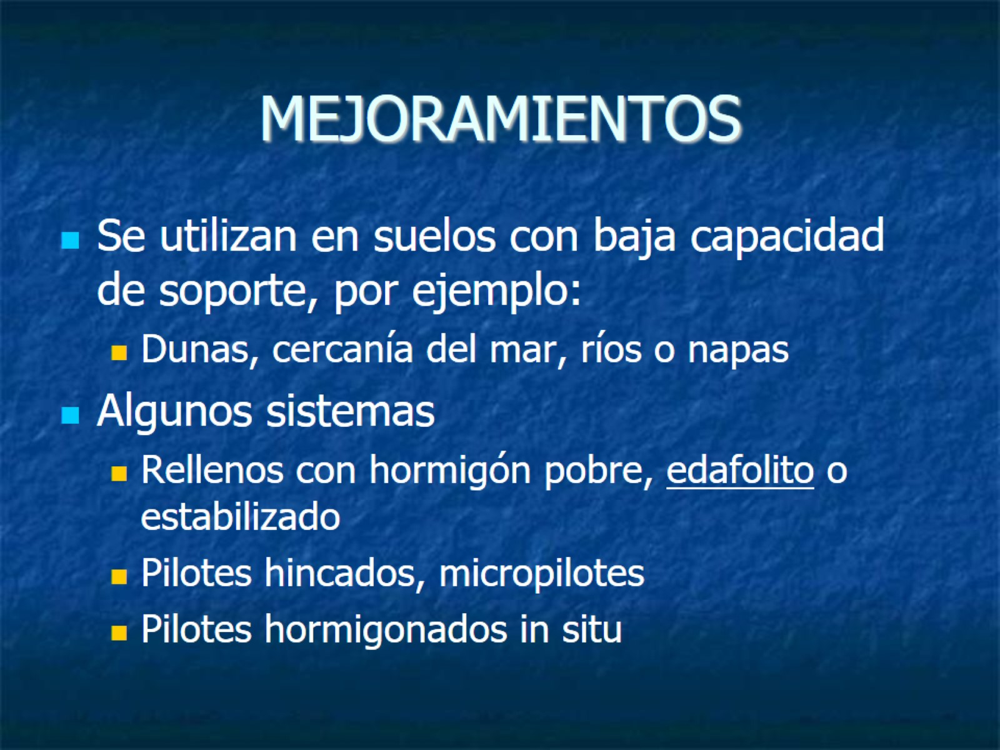 MEJORAMIENTOS
Se utilizan en suelos con baja capacidad
de soporte, por ejemplo:
Dunas, cercanía del mar, ríos o napas
Algunos sistemas
Rellenos con hormigón pobre, edafolito o
estabilizado
Pilotes hincados, micropilotes
Pilotes hormigonados in situ